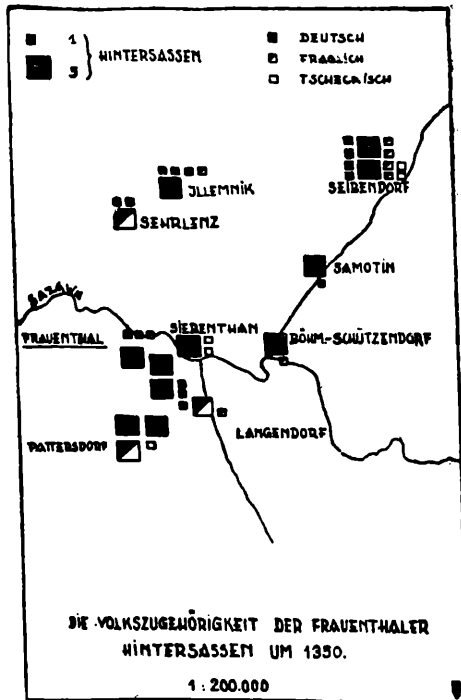 1
5
HINTERSASSEN
DEUTSCH
FRAGLICH
TSCHECHISCH
JLLEMNIK
SEHRLENZ
SEIBENDORF
SAMOTIN
SAZAWA
FRAUENTHAL
SIEBENTHAN
BÖHM.-SCHÜTZENDORF
LANGENDORF
PATTERSDORF
DIE VOLKSZUGEHÖRIGKEIT DER FRAUENTHALER
HINTERSASSEN UM 1350.
1 : 200.000